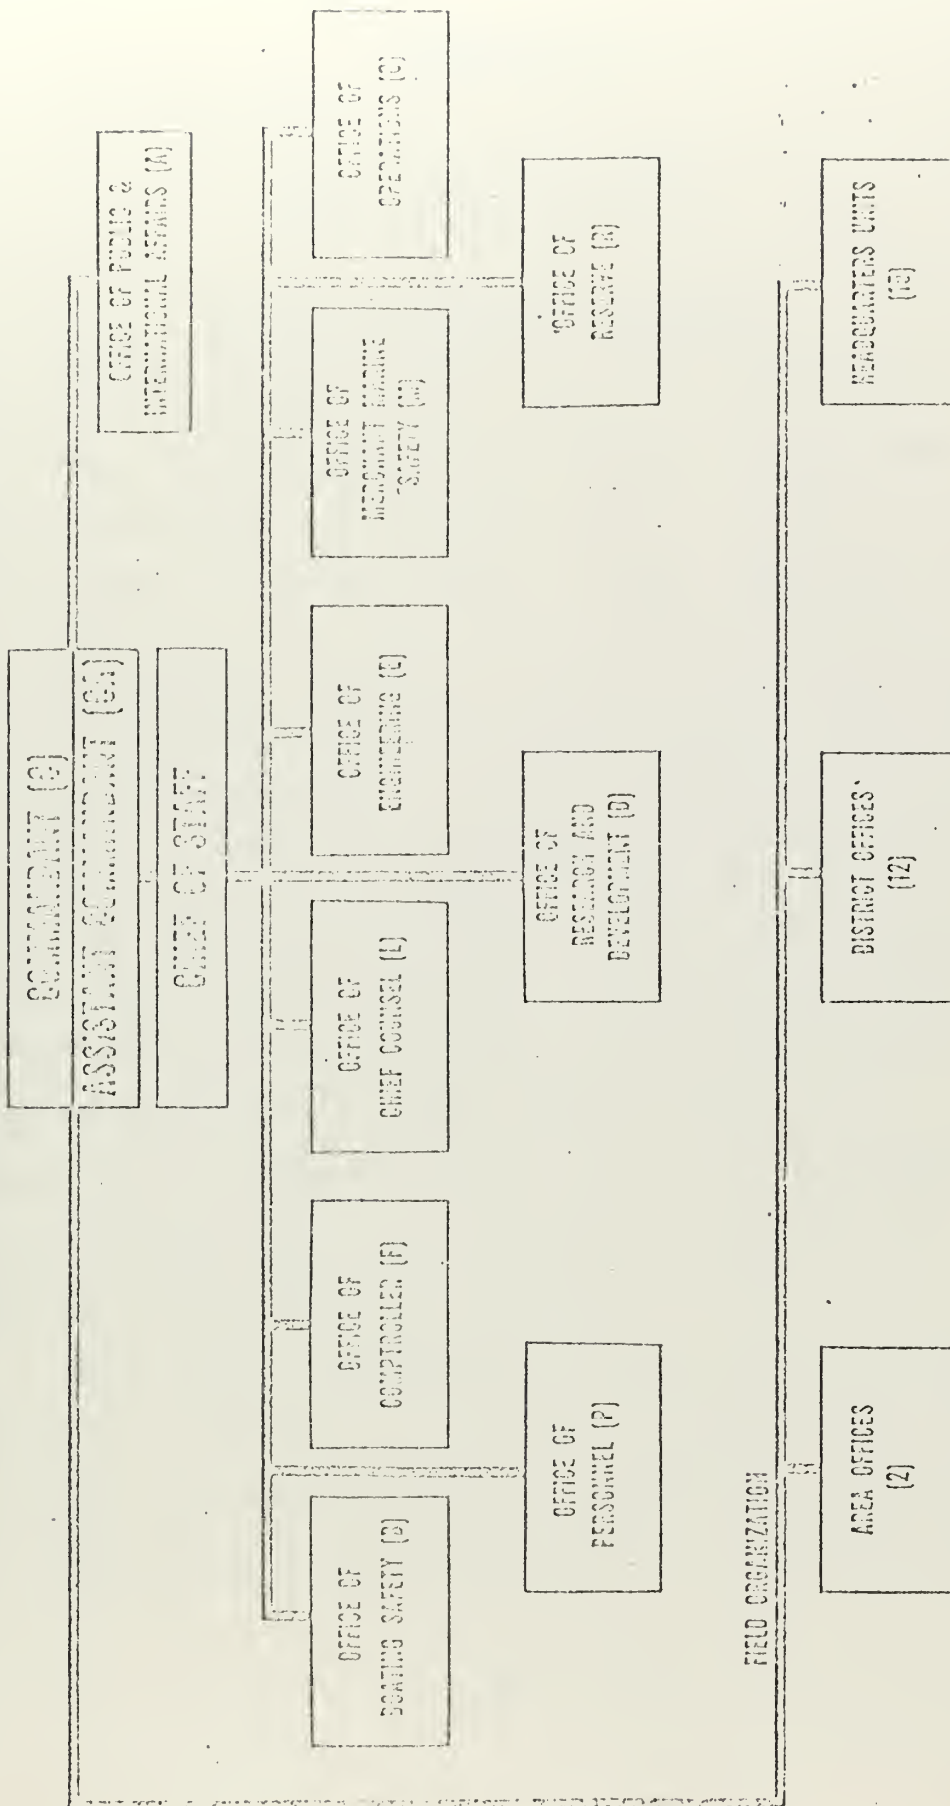 COMMANDANT (C)
ASSISTANT COMMANDANT (CA)
CHIEF OF STAFF
OFFICE OF PUBLIC &
INTERNATIONAL AFFAIRS (A)
OFFICE OF
BOATING SAFETY (B)
OFFICE OF
COMPTROLLER (F)
OFFICE OF
CHIEF COUNSEL (L)
OFFICE OF
ENGINEERING (E)
OFFICE OF
MERCHANT MARINE
SAFETY (M)
OFFICE OF
OPERATIONS (O)
OFFICE OF
PERSONNEL (P)
OFFICE OF
RESEARCH AND
DEVELOPMENT (D)
OFFICE OF
RESERVE (R)
FIELD ORGANIZATION
AREA OFFICES
(2)
DISTRICT OFFICES
(12)
HEADQUARTERS UNITS